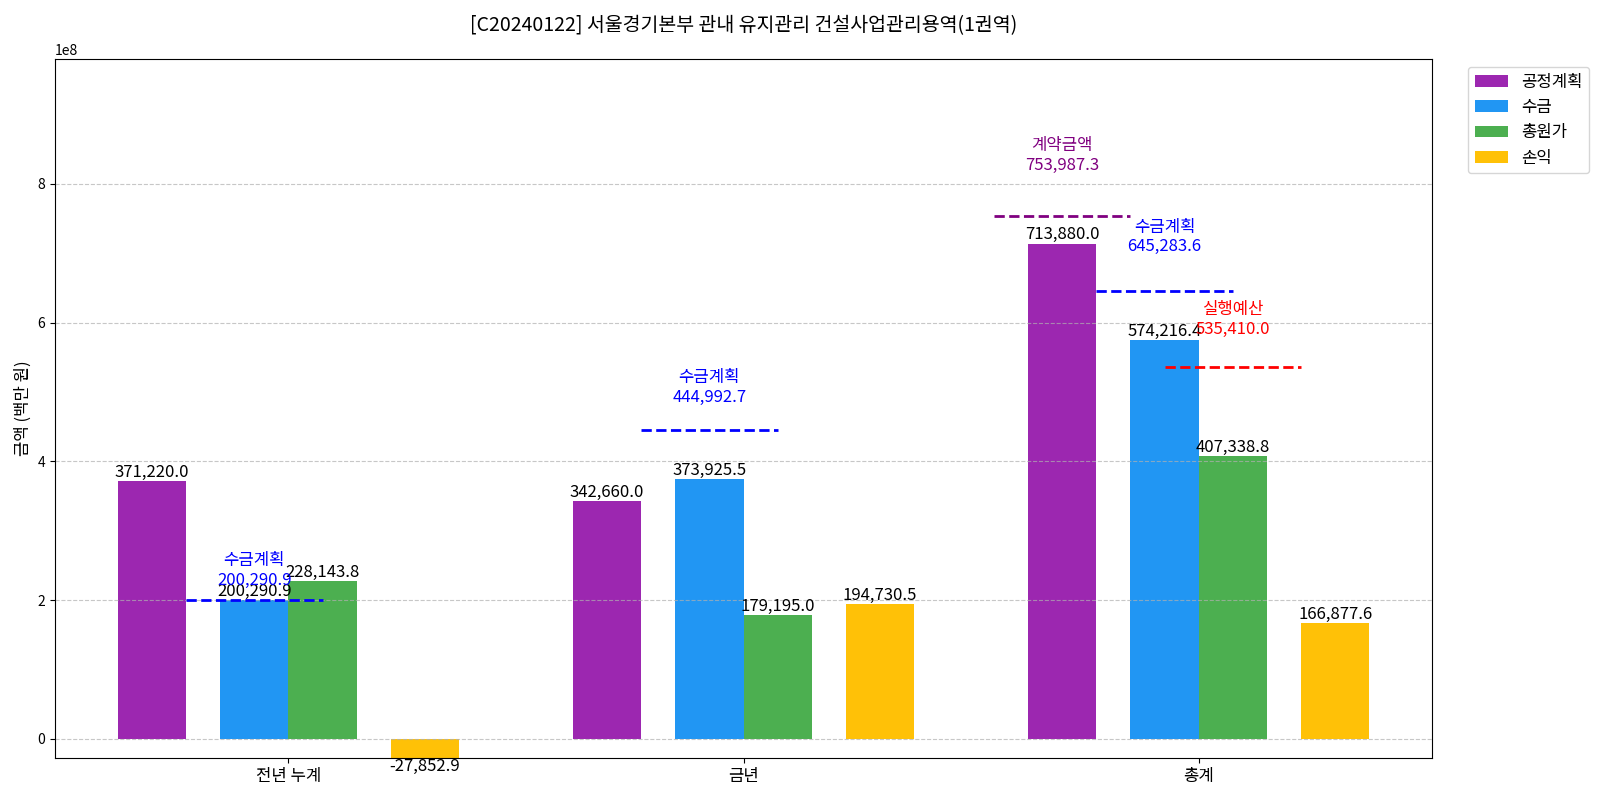 [C20240122] 서울경기본부 관내 유지관리 건설사업관리용역(1권역)
1e8
공정계획
수금
총원가
손익
금액 (백만 원)
8
6
4
2
0
계약금액
753,987.3
713,880.0
수금계획
645,283.6
실행예산
535,410.0
574,216.4
407,338.8
166,877.6
수금계획
444,992.7
373,925.5
342,660.0
179,195.0
194,730.5
371,220.0
수금계획
200,290.9
200,290.9
228,143.8
-27,852.9
전년 누계
금년
총계